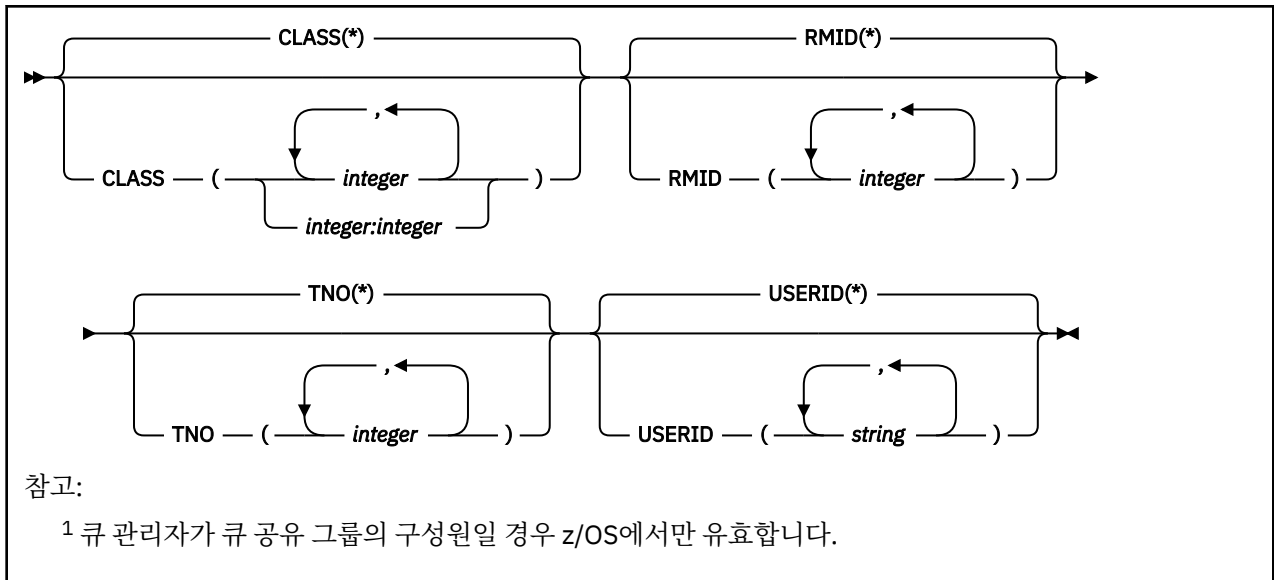 CLASS(*) RMID(*)
, ,
CLASS ( integer ) RMID ( integer )
integer:integer
TNO(*) USERID(*)
, ,
TNO ( integer ) USERID ( string )
참고:
1 큐 관리자가 큐 공유 그룹의 구성원일 경우 z/OS에서만 유효합니다.